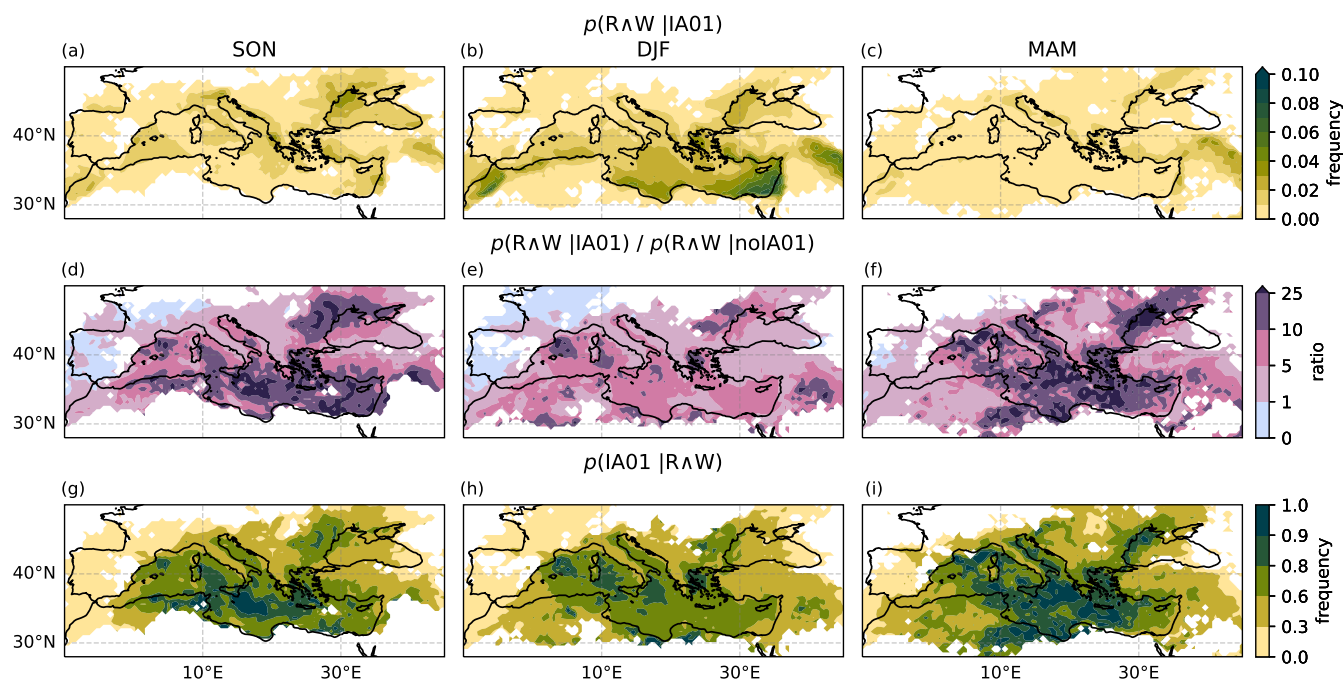 p(R∧W |IA01)
(a) SON (b) DJF (c) MAM
40°N
30°N
0.10
0.08
0.06
0.04
0.02
0.00
frequency
p(R∧W |IA01) / p(R∧W |noIA01)
(d) (e) (f)
40°N
30°N
25
10
5
1
0
ratio
p(IA01 |R∧W)
(g) (h) (i)
40°N
30°N
1.0
0.9
0.8
0.6
0.3
0.0
frequency
10°E 30°E 10°E 30°E 10°E 30°E